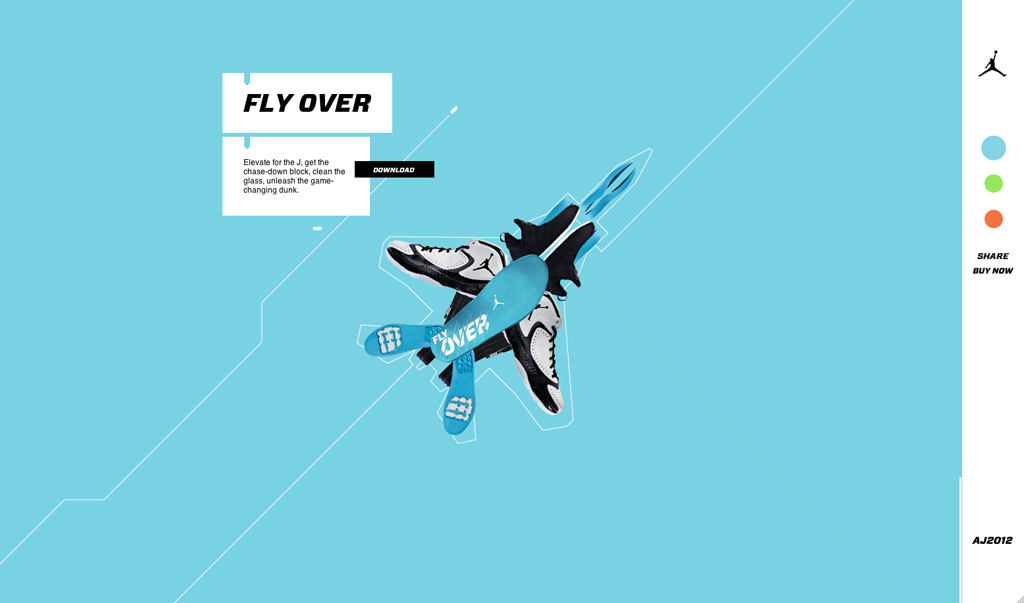 FLY OVER
Elevate for the J, get the
chase-down block, clean the
glass, unleash the game-
changing dunk.
DOWNLOAD
FLY
OVER
SHARE
BUY NOW
AJ2012